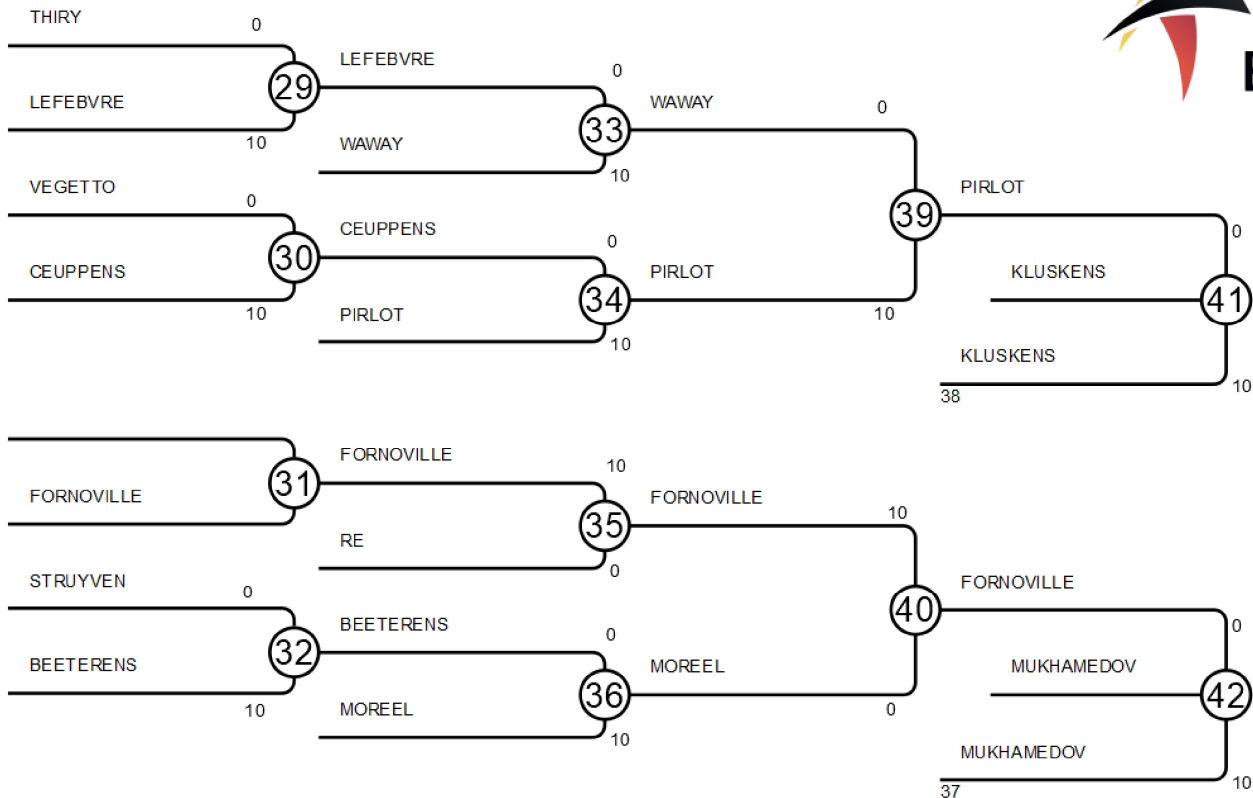 THIRY
0
29
LEFEBVRE
10
LEFEBVRE
0
33
WAWAY
10
VEGETTO
0
30
CEUPPENS
10
CEUPPENS
0
34
PIRLOT
10
WAWAY
0
39
PIRLOT
10
PIRLOT
0
KLUSKENS
41
KLUSKENS
38
10
31
FORNOVILLE
FORNOVILLE
10
35
RE
0
STRUYVEN
0
32
BEETERENS
10
BEETERENS
0
36
MOREEL
10
FORNOVILLE
10
40
MOREEL
0
FORNOVILLE
0
MUKHAMEDOV
42
MUKHAMEDOV
37
10